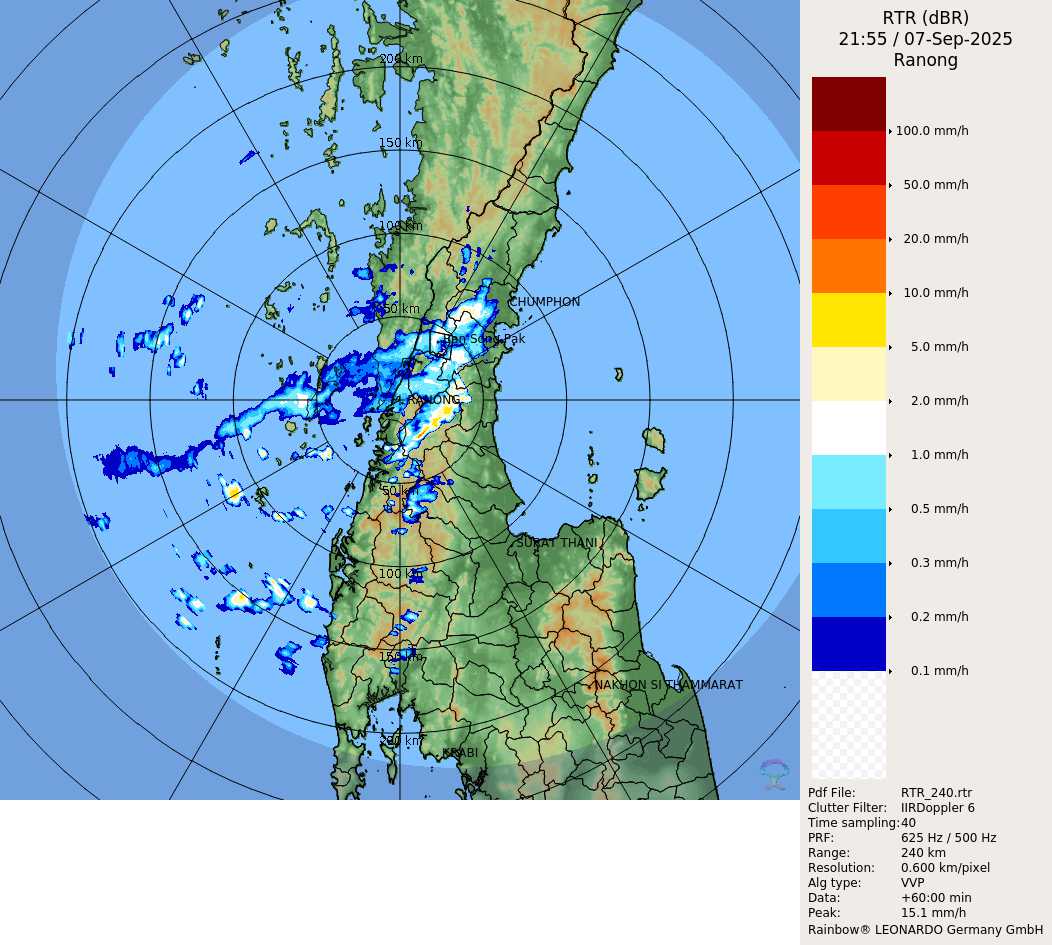 RTR (dBR)
21:55 / 07-Sep-2025
Ranong
200 km
150 km
100 km
50 km
CHUMPHON
Ban Song Pak
RANONG
50 km
SURAT THANI
100 km
150 km
NAKHON SI THAMMARAT
200 km
KRABI
100.0 mm/h
50.0 mm/h
20.0 mm/h
10.0 mm/h
5.0 mm/h
2.0 mm/h
1.0 mm/h
0.5 mm/h
0.3 mm/h
0.2 mm/h
0.1 mm/h
Pdf File: RTR_240.rtr
Clutter Filter: IIRDoppler 6
Time sampling:40
PRF: 625 Hz / 500 Hz
Range: 240 km
Resolution: 0.600 km/pixel
Alg type: VVP
Data: +60:00 min
Peak: 15.1 mm/h
Rainbow® LEONARDO Germany GmbH